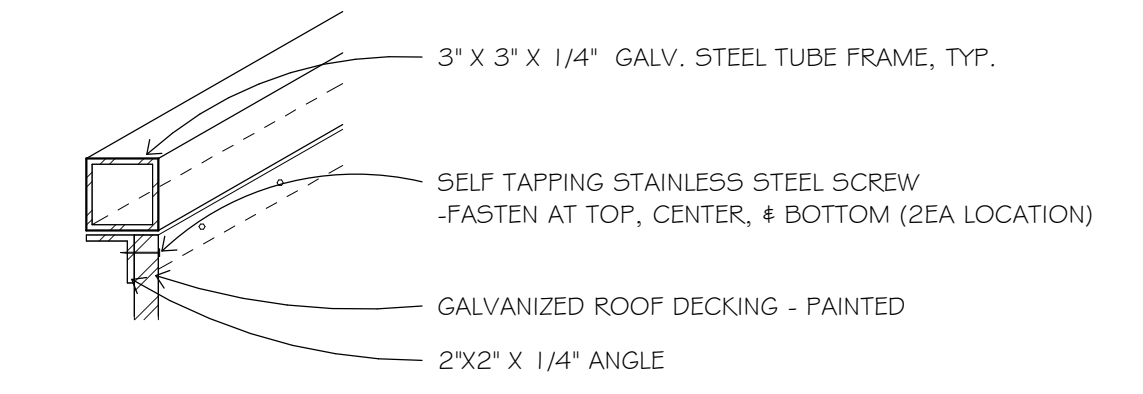 3" X 3" X 1/4" GALV. STEEL TUBE FRAME, TYP.
SELF TAPPING STAINLESS STEEL SCREW
-FASTEN AT TOP, CENTER, & BOTTOM (2EA LOCATION)
GALVANIZED ROOF DECKING - PAINTED
2"X2" X 1/4" ANGLE